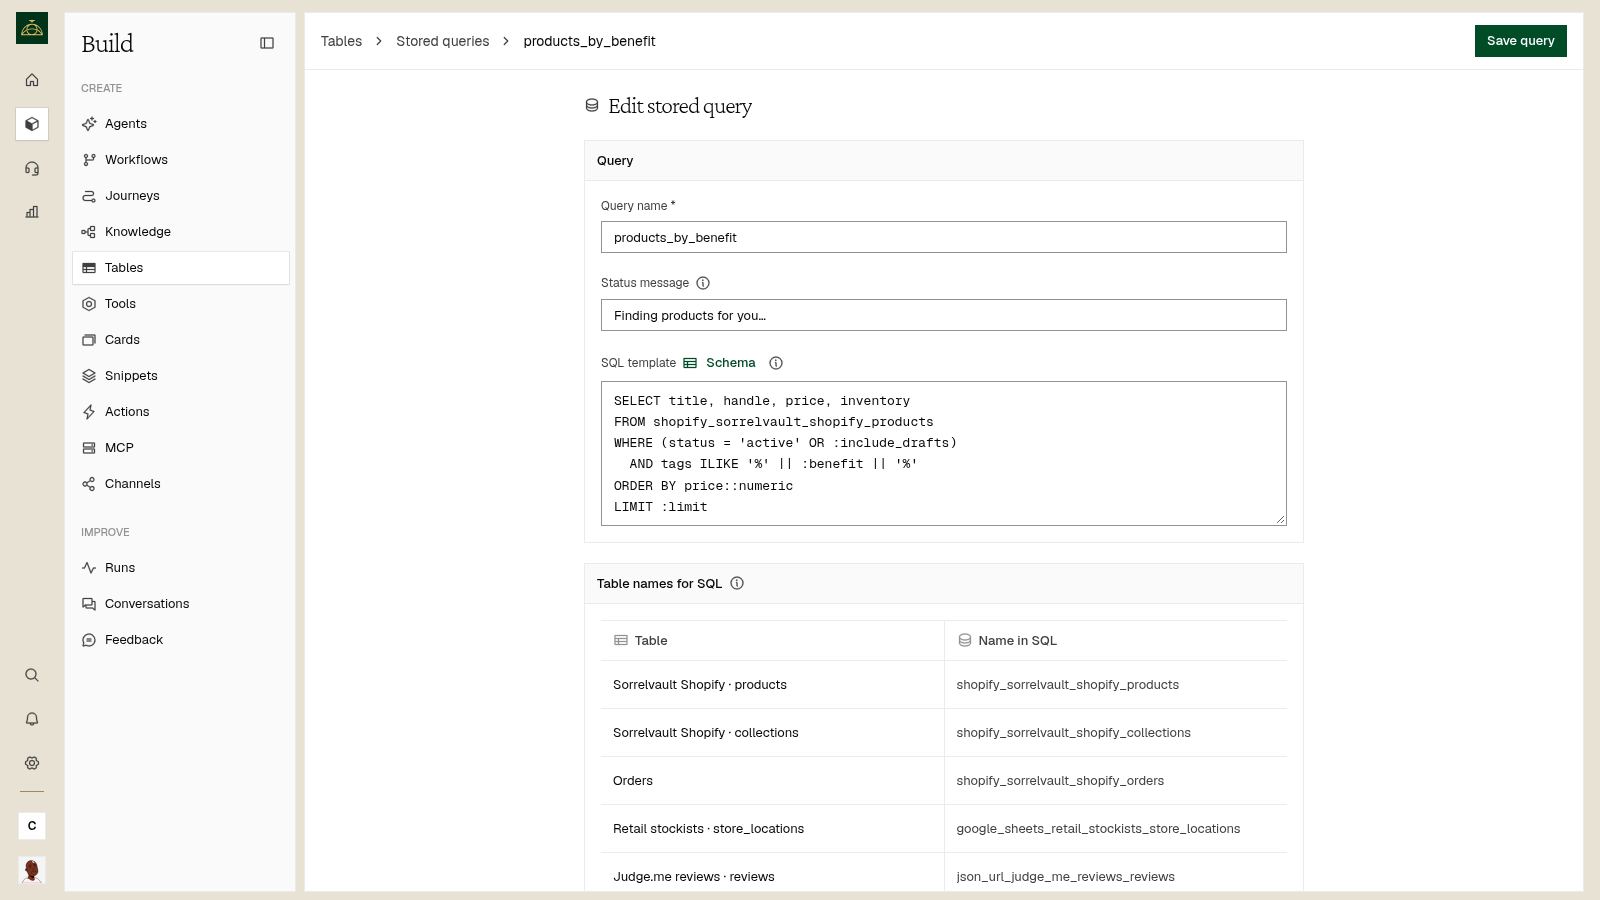 Build
CREATE
Agents
Workflows
Journeys
Knowledge
Tables
Tools
Cards
Snippets
Actions
MCP
Channels
IMPROVE
Runs
Conversations
Feedback
C
Tables > Stored queries > products_by_benefit
Save query
Edit stored query
Query
Query name *
products_by_benefit
Status message
Finding products for you…
SQL template Schema
SELECT title, handle, price, inventory
FROM shopify_sorrelvault_shopify_products
WHERE (status = 'active' OR :include_drafts)
  AND tags ILIKE '%' || :benefit || '%'
ORDER BY price::numeric
LIMIT :limit
Table names for SQL
Table Name in SQL
Sorrelvault Shopify · products shopify_sorrelvault_shopify_products
Sorrelvault Shopify · collections shopify_sorrelvault_shopify_collections
Orders shopify_sorrelvault_shopify_orders
Retail stockists · store_locations google_sheets_retail_stockists_store_locations
Judge.me reviews · reviews json_url_judge_me_reviews_reviews